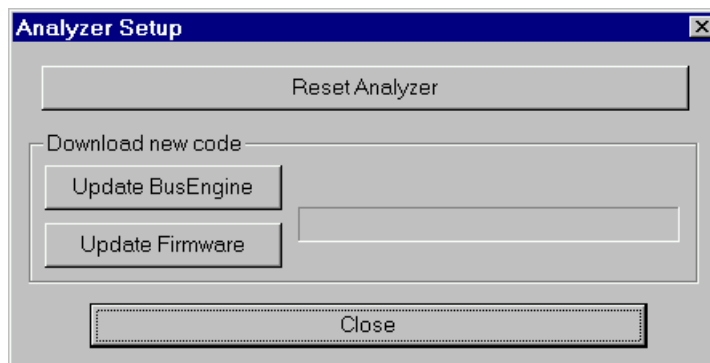 Analyzer Setup
Reset Analyzer
Download new code
Update BusEngine
Update Firmware
Close